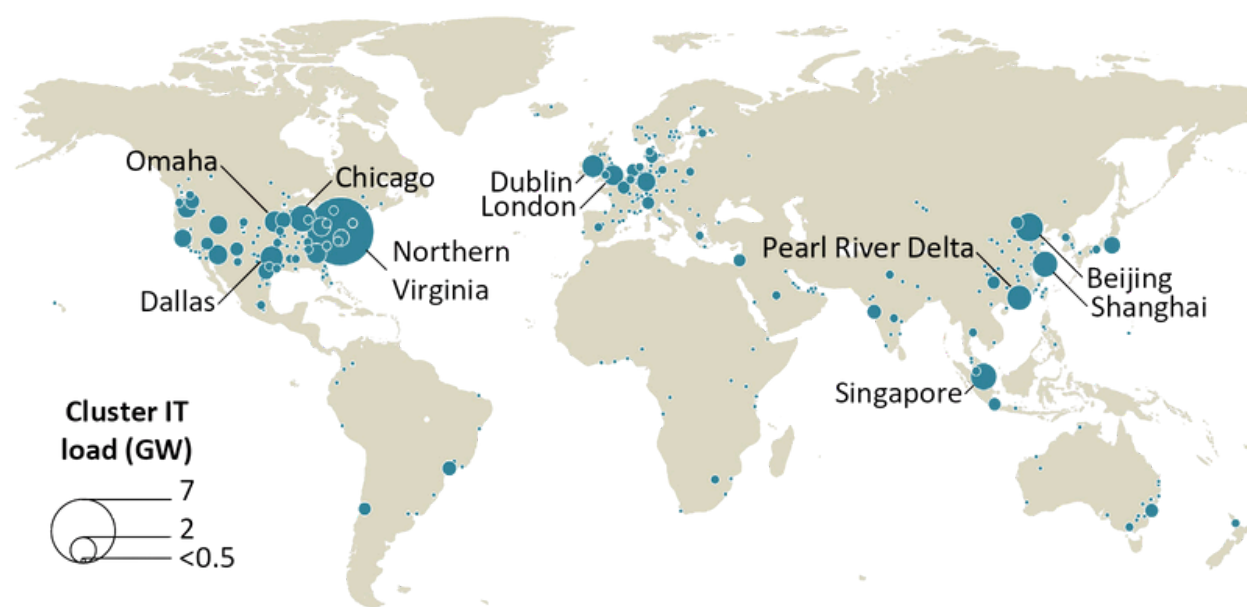 Omaha
Chicago
Dublin
London
Northern
Virginia
Pearl River Delta
Beijing
Shanghai
Dallas
Singapore
Cluster IT
load (GW)
7
2
<0.5